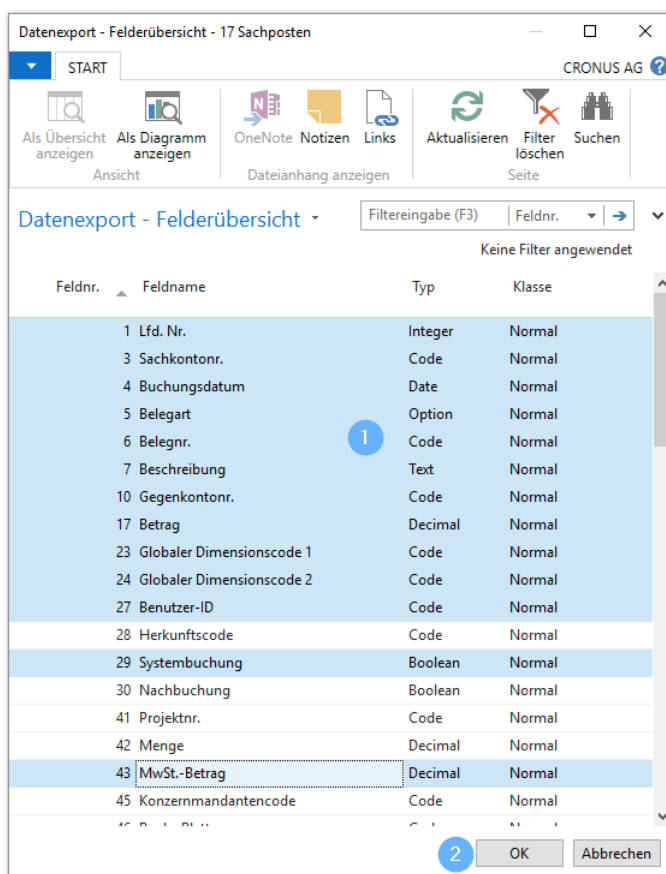 Datenexport - Felderübersicht - 17 Sachposten
START
CRONUS AG
Als Übersicht anzeigen
Als Diagramm anzeigen
OneNote
Notizen
Links
Aktualisieren
Filter löschen
Suchen
Ansicht
Dateianhang anzeigen
Seite
Datenexport - Felderübersicht
Filtereingabe (F3)
Feldnr.
Keine Filter angewendet
Feldnr. Feldname Typ Klasse
1 Lfd. Nr. Integer Normal
3 Sachkontonr. Code Normal
4 Buchungsdatum Date Normal
5 Belegart Option Normal
6 Belegnr. Code Normal
1
7 Beschreibung Text Normal
10 Gegenkontonr. Code Normal
17 Betrag Decimal Normal
23 Globaler Dimensionscode 1 Code Normal
24 Globaler Dimensionscode 2 Code Normal
27 Benutzer-ID Code Normal
28 Herkunftscode Code Normal
29 Systembuchung Boolean Normal
30 Nachbuchung Boolean Normal
41 Projektnr. Code Normal
42 Menge Decimal Normal
43 MwSt.-Betrag Decimal Normal
45 Konzernmandantencode Code Normal
2
OK
Abbrechen